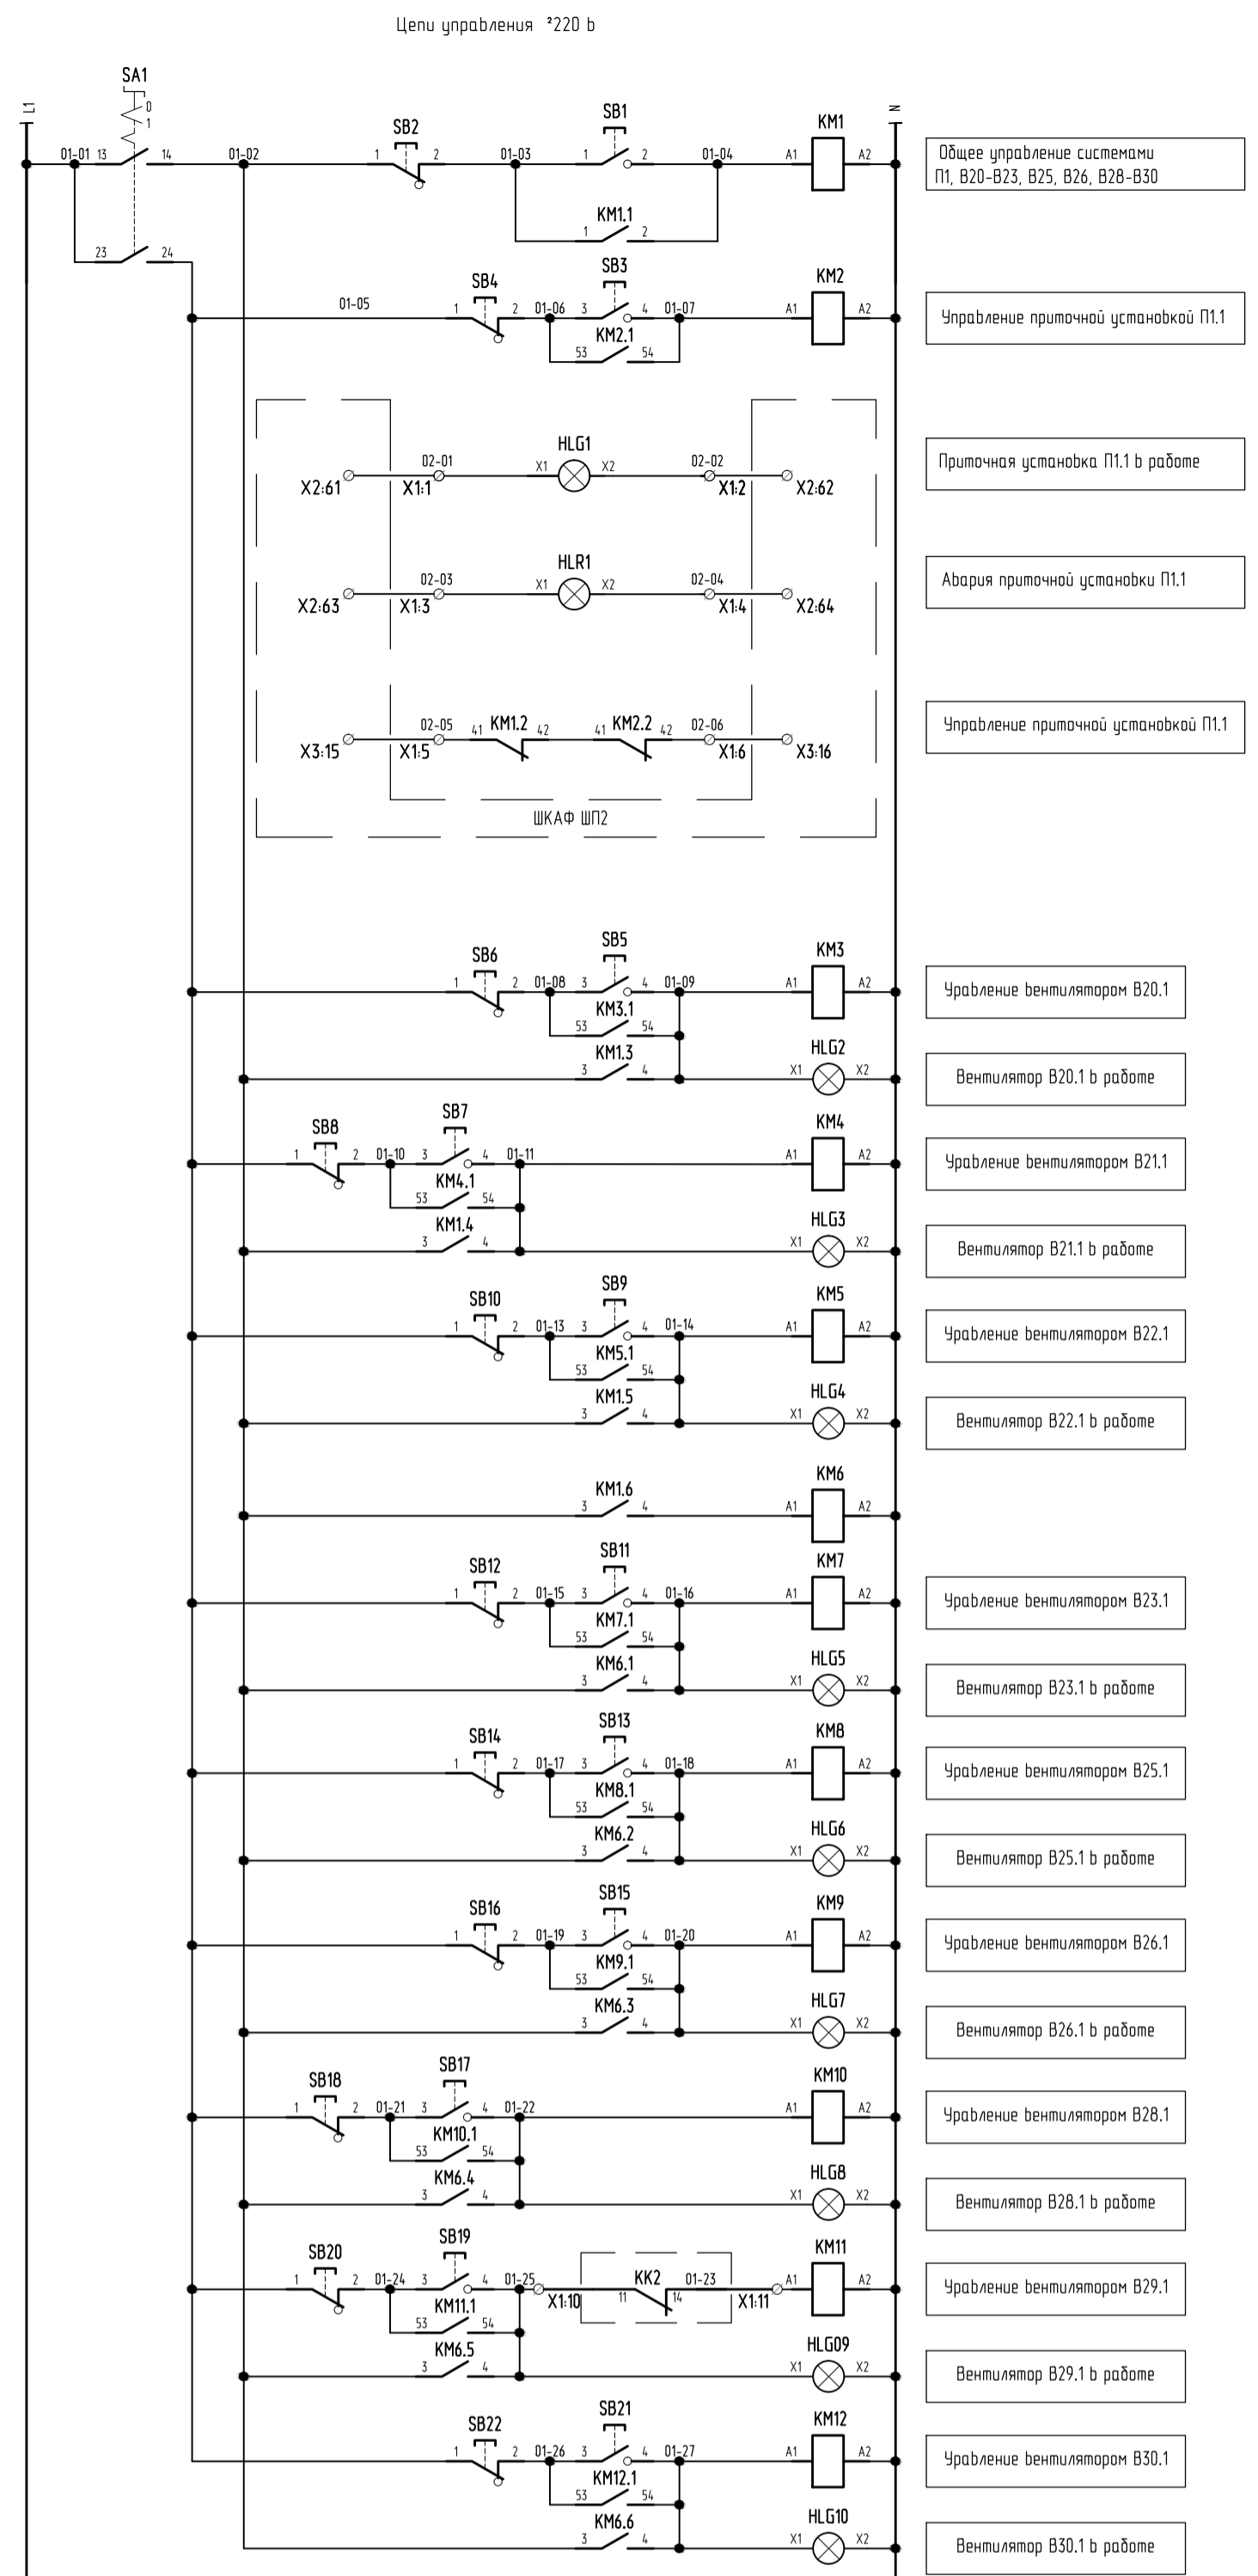 Цепи управления ~220 в
SA1
L1
0
1
01-01 13 14 01-02
SB2
1 2
01-03
SB1
1 2
01-04
KM1
A1 A2
N
Общее управление системами
П1, В20-В23, В25, В26, В28-В30
KM1.1
1 2
23 24
01-05
SB4
1 2
01-06
SB3
3 4
01-07
KM2
A1 A2
Управление приточной установкой П1.1
KM2.1
53 54
HLG1
X2:61 X1:1 02-01 X1 X2 02-02 X1:2 X2:62
Приточная установка П1.1 в работе
HLR1
X2:63 X1:3 02-03 X1 X2 02-04 X1:4 X2:64
Авария приточной установки П1.1
X3:15 X1:5 02-05 41 KM1.2 42 41 KM2.2 42 02-06 X1:6 X3:16
Управление приточной установкой П1.1
ШКАФ ШП2
SB6 SB5 KM3
1 2 01-08 3 4 01-09 A1 A2
Уравление вентилятором В20.1
KM3.1
53 54
KM1.3 HLG2
3 4 X1 X2
Вентилятор В20.1 в работе
SB8 SB7 KM4
1 2 01-10 3 4 01-11 A1 A2
Уравление вентилятором В21.1
KM4.1
53 54
KM1.4 HLG3
3 4 X1 X2
Вентилятор В21.1 в работе
SB10 SB9 KM5
1 2 01-13 3 4 01-14 A1 A2
Уравление вентилятором В22.1
KM5.1
53 54
KM1.5 HLG4
3 4 X1 X2
Вентилятор В22.1 в работе
KM1.6 KM6
3 4 A1 A2
SB12 SB11 KM7
1 2 01-15 3 4 01-16 A1 A2
Уравление вентилятором В23.1
KM7.1
53 54
KM6.1 HLG5
3 4 X1 X2
Вентилятор В23.1 в работе
SB14 SB13 KM8
1 2 01-17 3 4 01-18 A1 A2
Уравление вентилятором В25.1
KM8.1
53 54
KM6.2 HLG6
3 4 X1 X2
Вентилятор В25.1 в работе
SB16 SB15 KM9
1 2 01-19 3 4 01-20 A1 A2
Уравление вентилятором В26.1
KM9.1
53 54
KM6.3 HLG7
3 4 X1 X2
Вентилятор В26.1 в работе
SB18 SB17 KM10
1 2 01-21 3 4 01-22 A1 A2
Уравление вентилятором В28.1
KM10.1
53 54
KM6.4 HLG8
3 4 X1 X2
Вентилятор В28.1 в работе
SB20 SB19 KK2 KM11
1 2 01-24 3 4 01-25 X1:10 11 14 01-23 X1:11 A1 A2
Уравление вентилятором В29.1
KM11.1
53 54
KM6.5 HLG09
3 4 X1 X2
Вентилятор В29.1 в работе
SB22 SB21 KM12
1 2 01-26 3 4 01-27 A1 A2
Уравление вентилятором В30.1
KM12.1
53 54
KM6.6 HLG10
3 4 X1 X2
Вентилятор В30.1 в работе